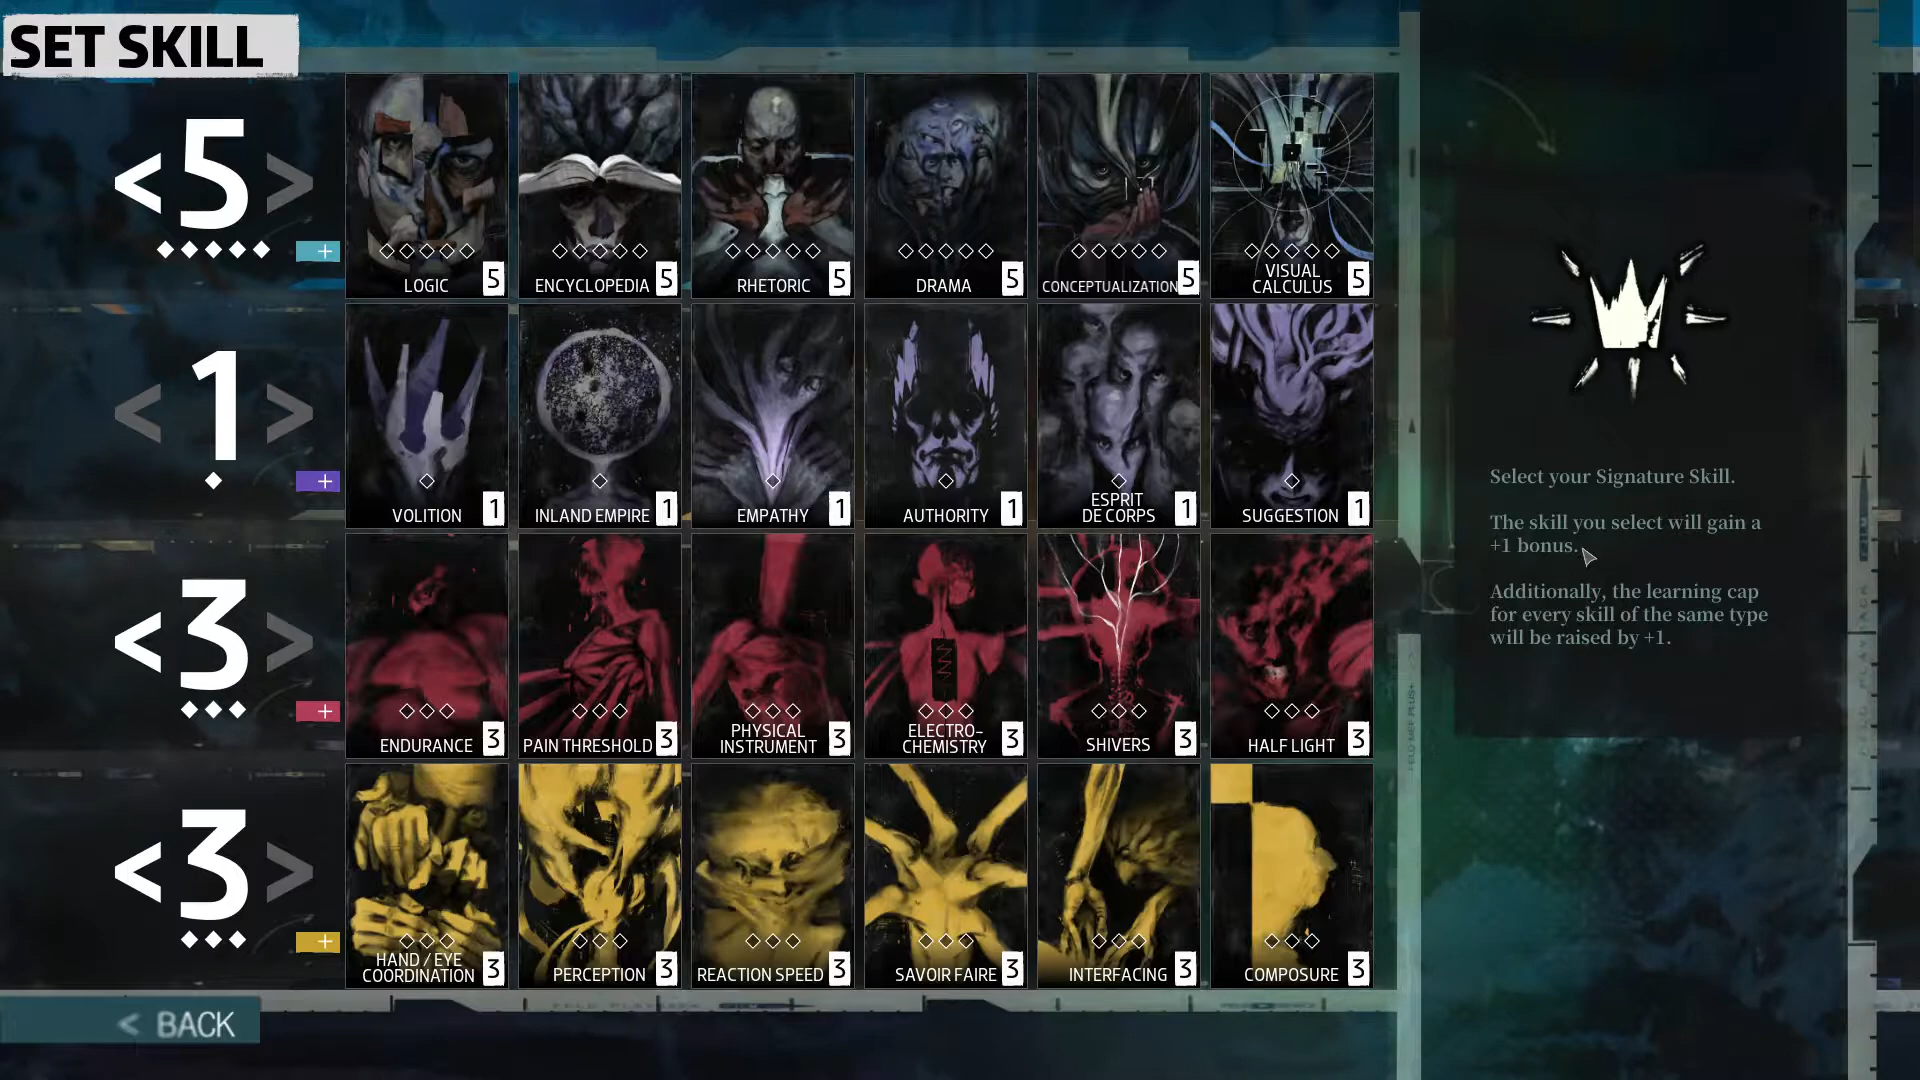 SET SKILL
< 5 >
+
LOGIC 5
ENCYCLOPEDIA 5
RHETORIC 5
DRAMA 5
CONCEPTUALIZATION 5
VISUAL
CALCULUS 5
< 1 >
+
VOLITION 1
INLAND EMPIRE 1
EMPATHY 1
AUTHORITY 1
ESPRIT
DE CORPS 1
SUGGESTION 1
< 3 >
+
ENDURANCE 3
PAIN THRESHOLD 3
PHYSICAL
INSTRUMENT 3
ELECTRO-
CHEMISTRY 3
SHIVERS 3
HALF LIGHT 3
< 3 >
+
HAND / EYE
COORDINATION 3
PERCEPTION 3
REACTION SPEED 3
SAVOIR FAIRE 3
INTERFACING 3
COMPOSURE 3
< BACK
Select your Signature Skill.
The skill you select will gain a
+1 bonus.
Additionally, the learning cap
for every skill of the same type
will be raised by +1.